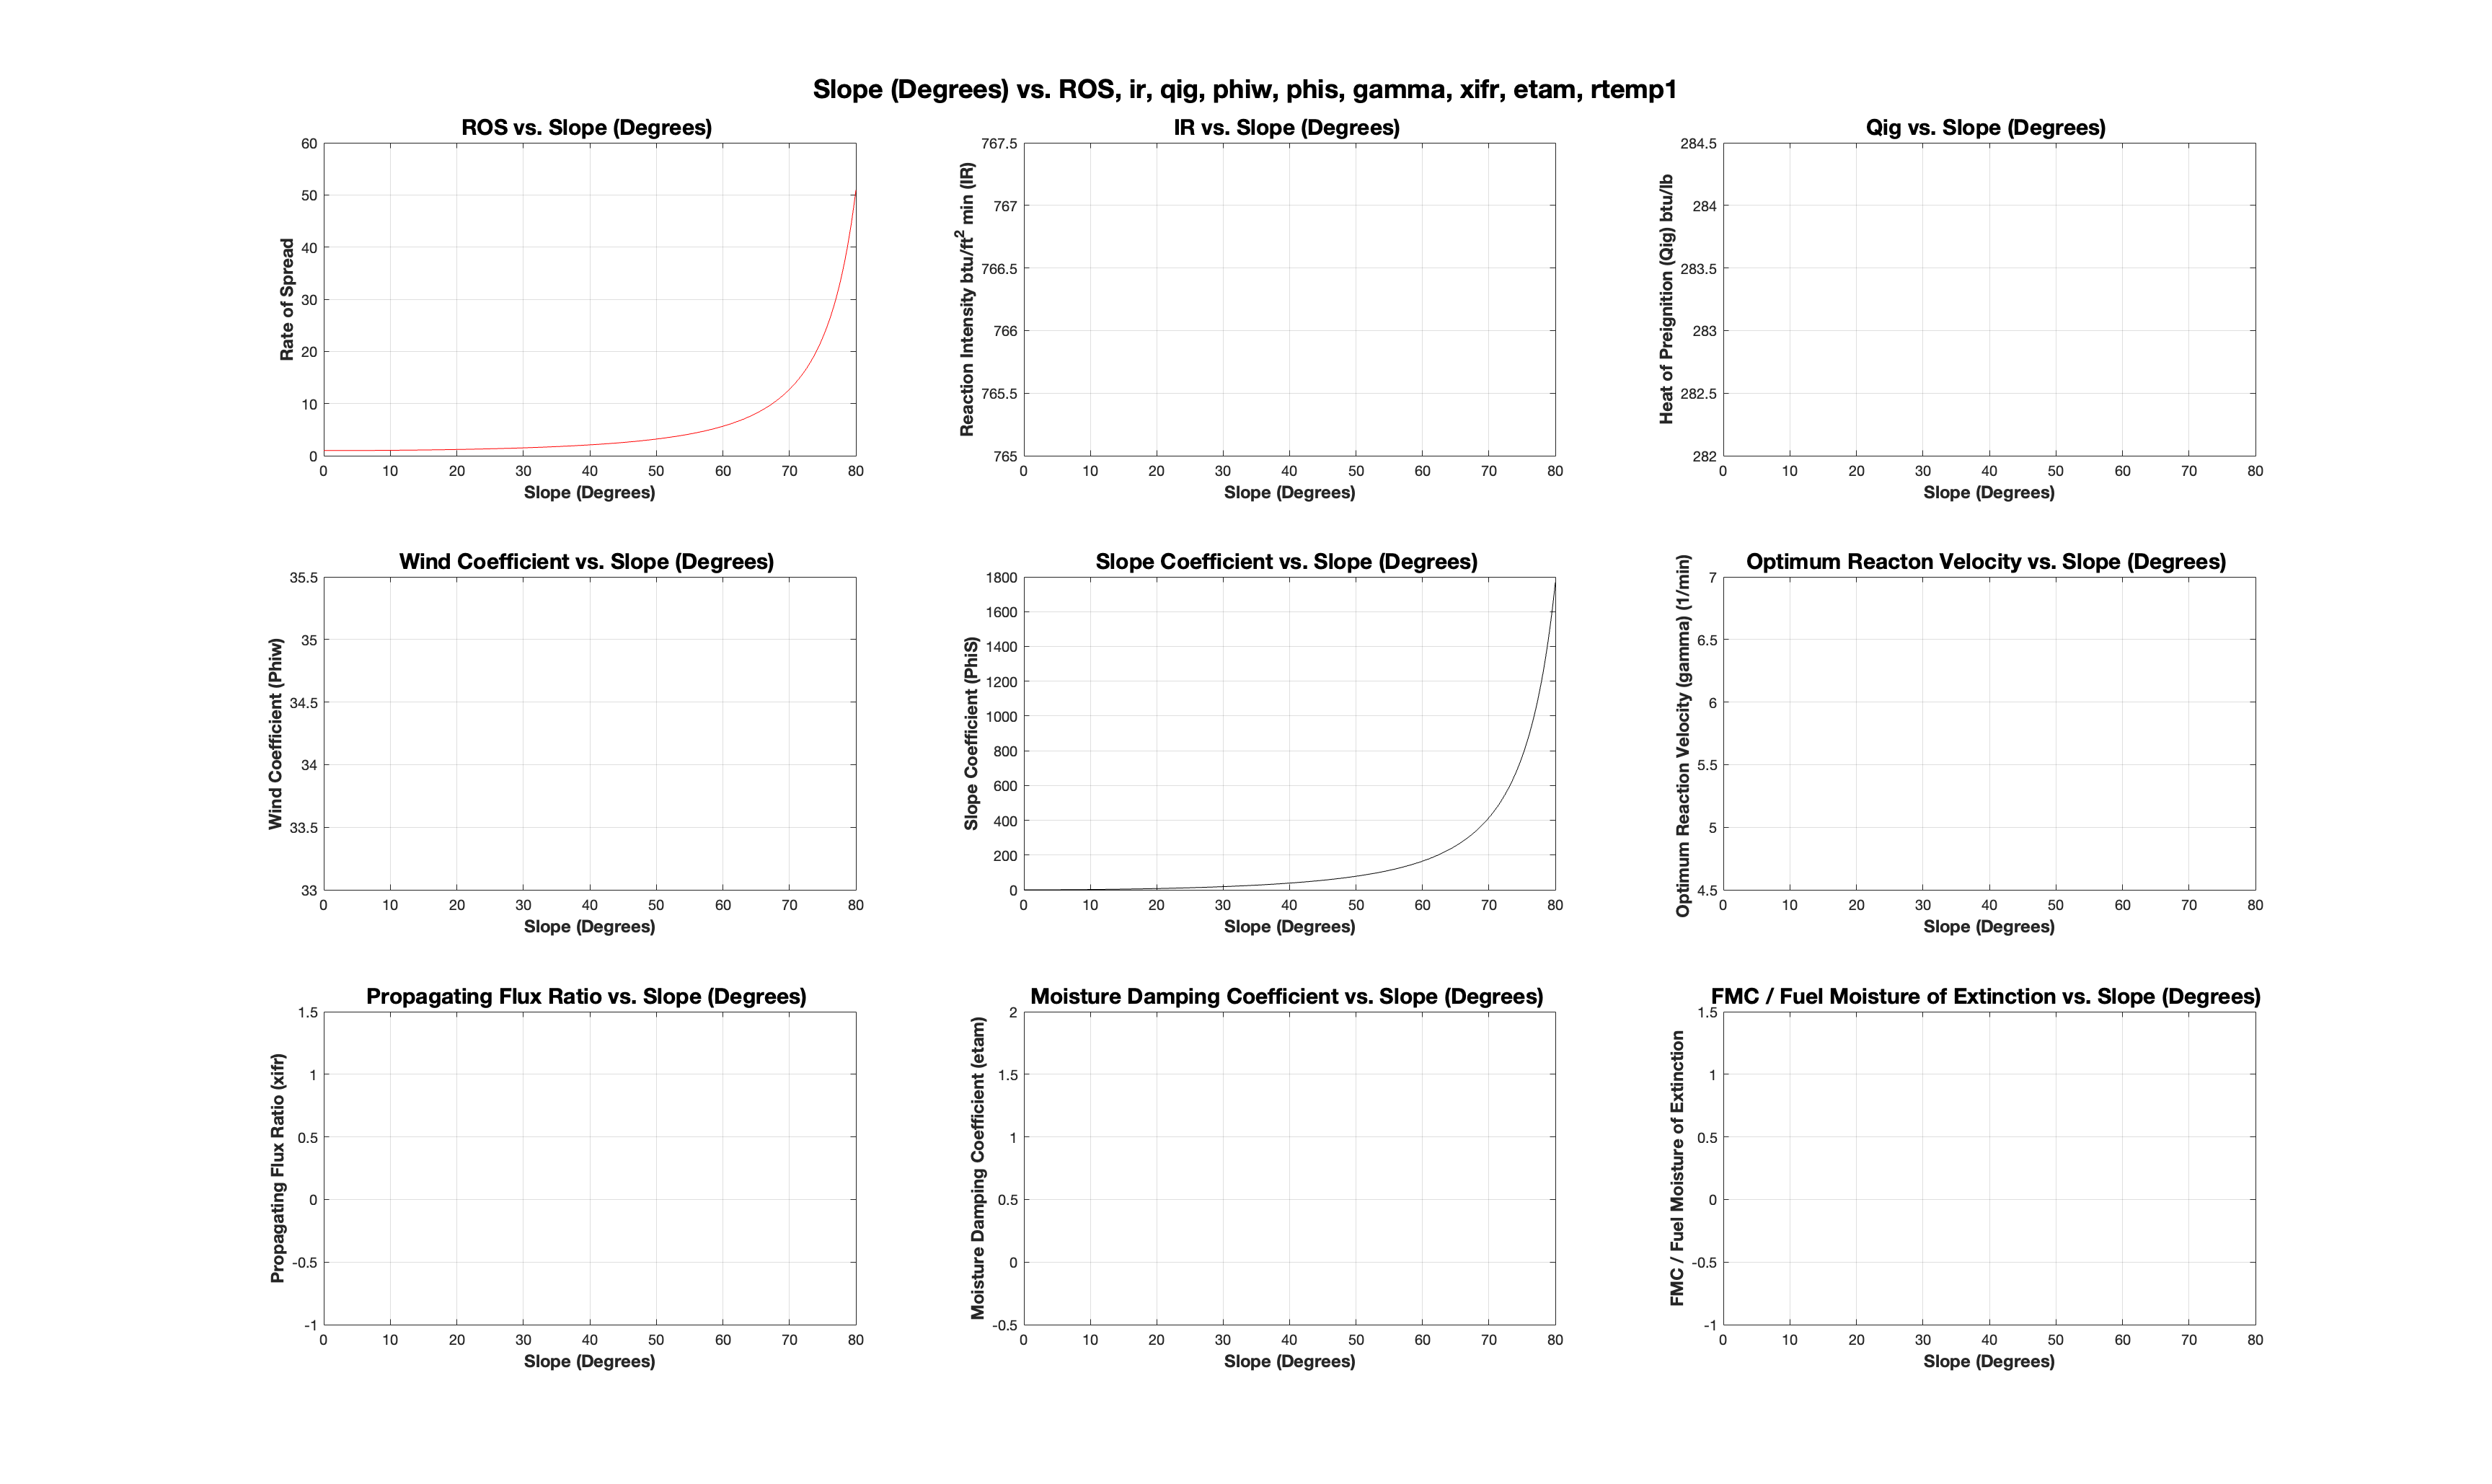 Slope (Degrees) vs. ROS, ir, qig, phiw, phis, gamma, xifr, etam, rtemp1
ROS vs. Slope (Degrees)
Rate of Spread
60
50
40
30
20
10
0
0 10 20 30 40 50 60 70 80
Slope (Degrees)
IR vs. Slope (Degrees)
Reaction Intensity btu/ft² min (IR)
767.5
767
766.5
766
765.5
765
0 10 20 30 40 50 60 70 80
Slope (Degrees)
Qig vs. Slope (Degrees)
Heat of Preignition (Qig) btu/lb
284.5
284
283.5
283
282.5
282
0 10 20 30 40 50 60 70 80
Slope (Degrees)
Wind Coefficient vs. Slope (Degrees)
Wind Coefficient (Phiw)
35.5
35
34.5
34
33.5
33
0 10 20 30 40 50 60 70 80
Slope (Degrees)
Slope Coefficient vs. Slope (Degrees)
Slope Coefficient (PhiS)
1800
1600
1400
1200
1000
800
600
400
200
0
0 10 20 30 40 50 60 70 80
Slope (Degrees)
Optimum Reacton Velocity vs. Slope (Degrees)
Optimum Reaction Velocity (gamma) (1/min)
7
6.5
6
5.5
5
4.5
0 10 20 30 40 50 60 70 80
Slope (Degrees)
Propagating Flux Ratio vs. Slope (Degrees)
Propagating Flux Ratio (xifr)
1.5
1
0.5
0
-0.5
-1
0 10 20 30 40 50 60 70 80
Slope (Degrees)
Moisture Damping Coefficient vs. Slope (Degrees)
Moisture Damping Coefficient (etam)
2
1.5
1
0.5
0
-0.5
0 10 20 30 40 50 60 70 80
Slope (Degrees)
FMC / Fuel Moisture of Extinction vs. Slope (Degrees)
FMC / Fuel Moisture of Extinction
1.5
1
0.5
0
-0.5
-1
0 10 20 30 40 50 60 70 80
Slope (Degrees)